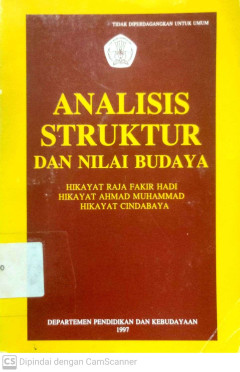 TIDAK DIPERDAGANGKAN UNTUK UMUM
ANALISIS
STRUKTUR
DAN NILAI BUDAYA
HIKAYAT RAJA FAKIR HADI
HIKAYAT AHMAD MUHAMMAD
HIKAYAT CINDABAYA
DEPARTEMEN PENDIDIKAN DAN KEBUDAYAAN
1997
CS Dipindai dengan CamScanner